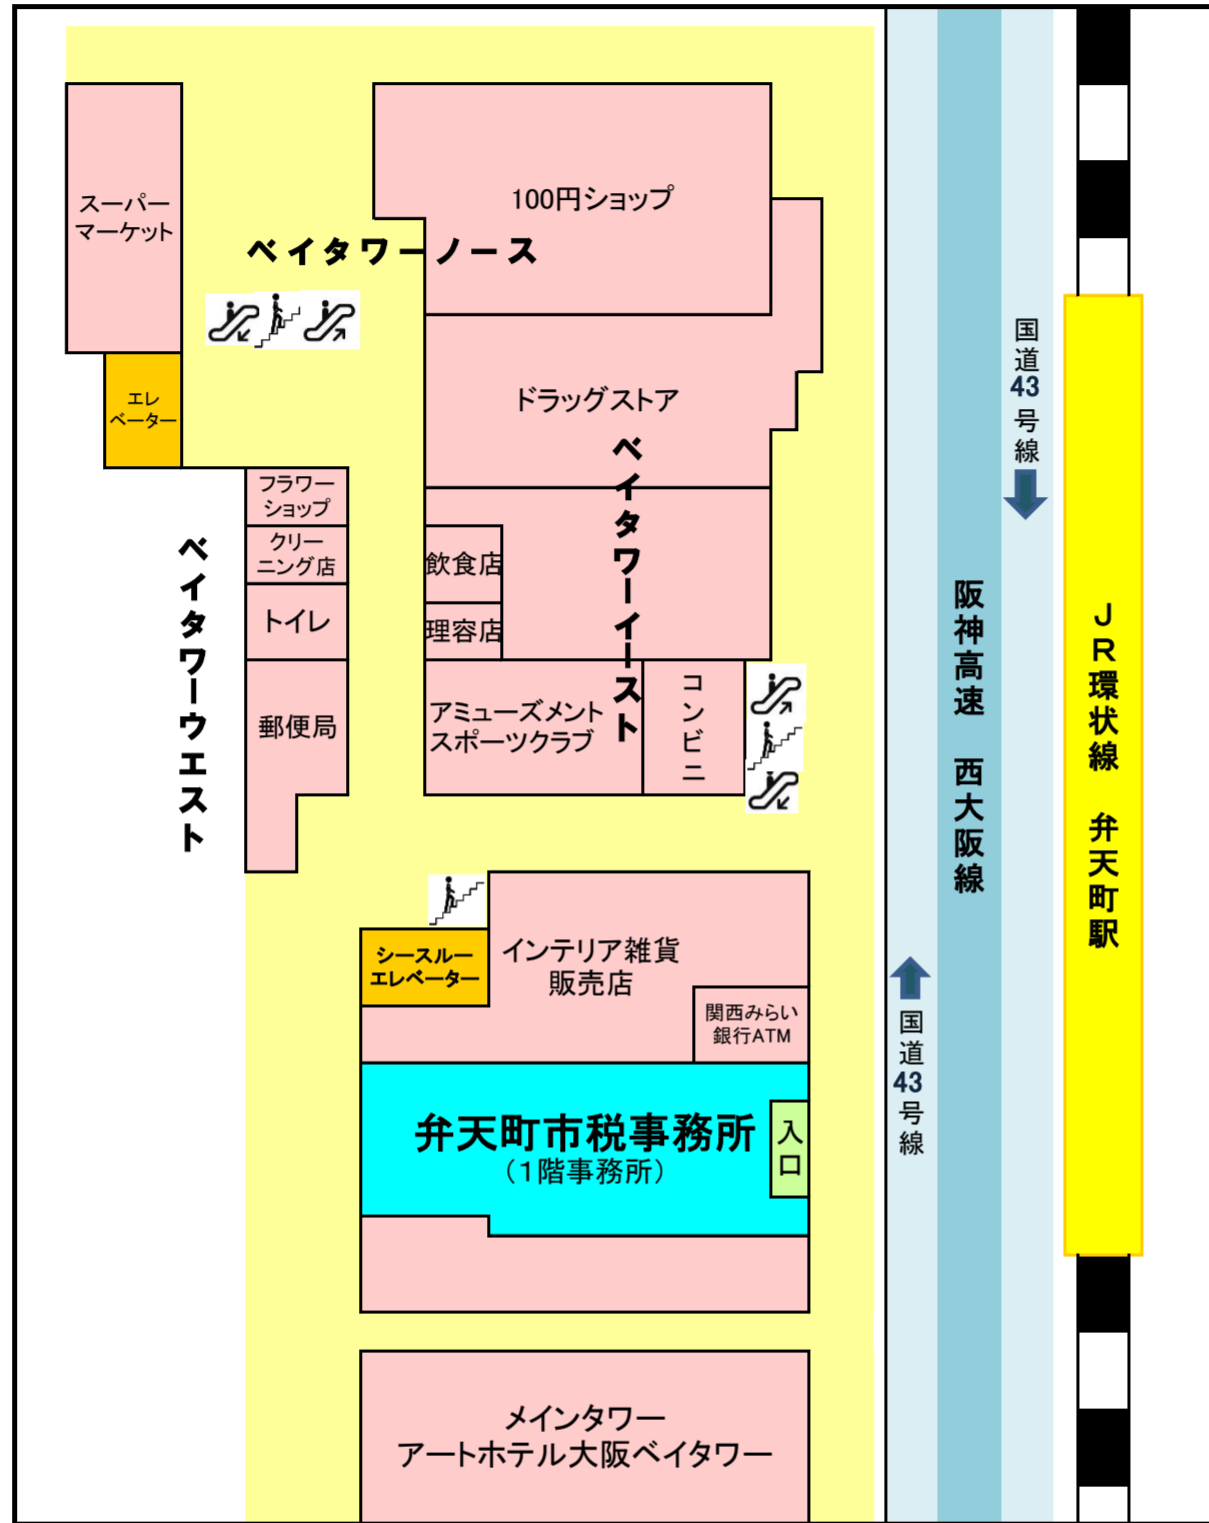 スーパー
マーケット
100円ショップ
ベイタワーノース
エレ
ベーター
ドラッグストア
国道43号線
フラワー
ショップ
クリー
ニング店
トイレ
郵便局
ベイタワーウエスト
飲食店
理容店
ベイタワーイースト
アミューズメント
スポーツクラブ
コンビニ
阪神高速 西大阪線
JR環状線 弁天町駅
シースルー
エレベーター
インテリア雑貨
販売店
関西みらい
銀行ATM
国道43号線
弁天町市税事務所
(1階事務所)
入口
メインタワー
アートホテル大阪ベイタワー